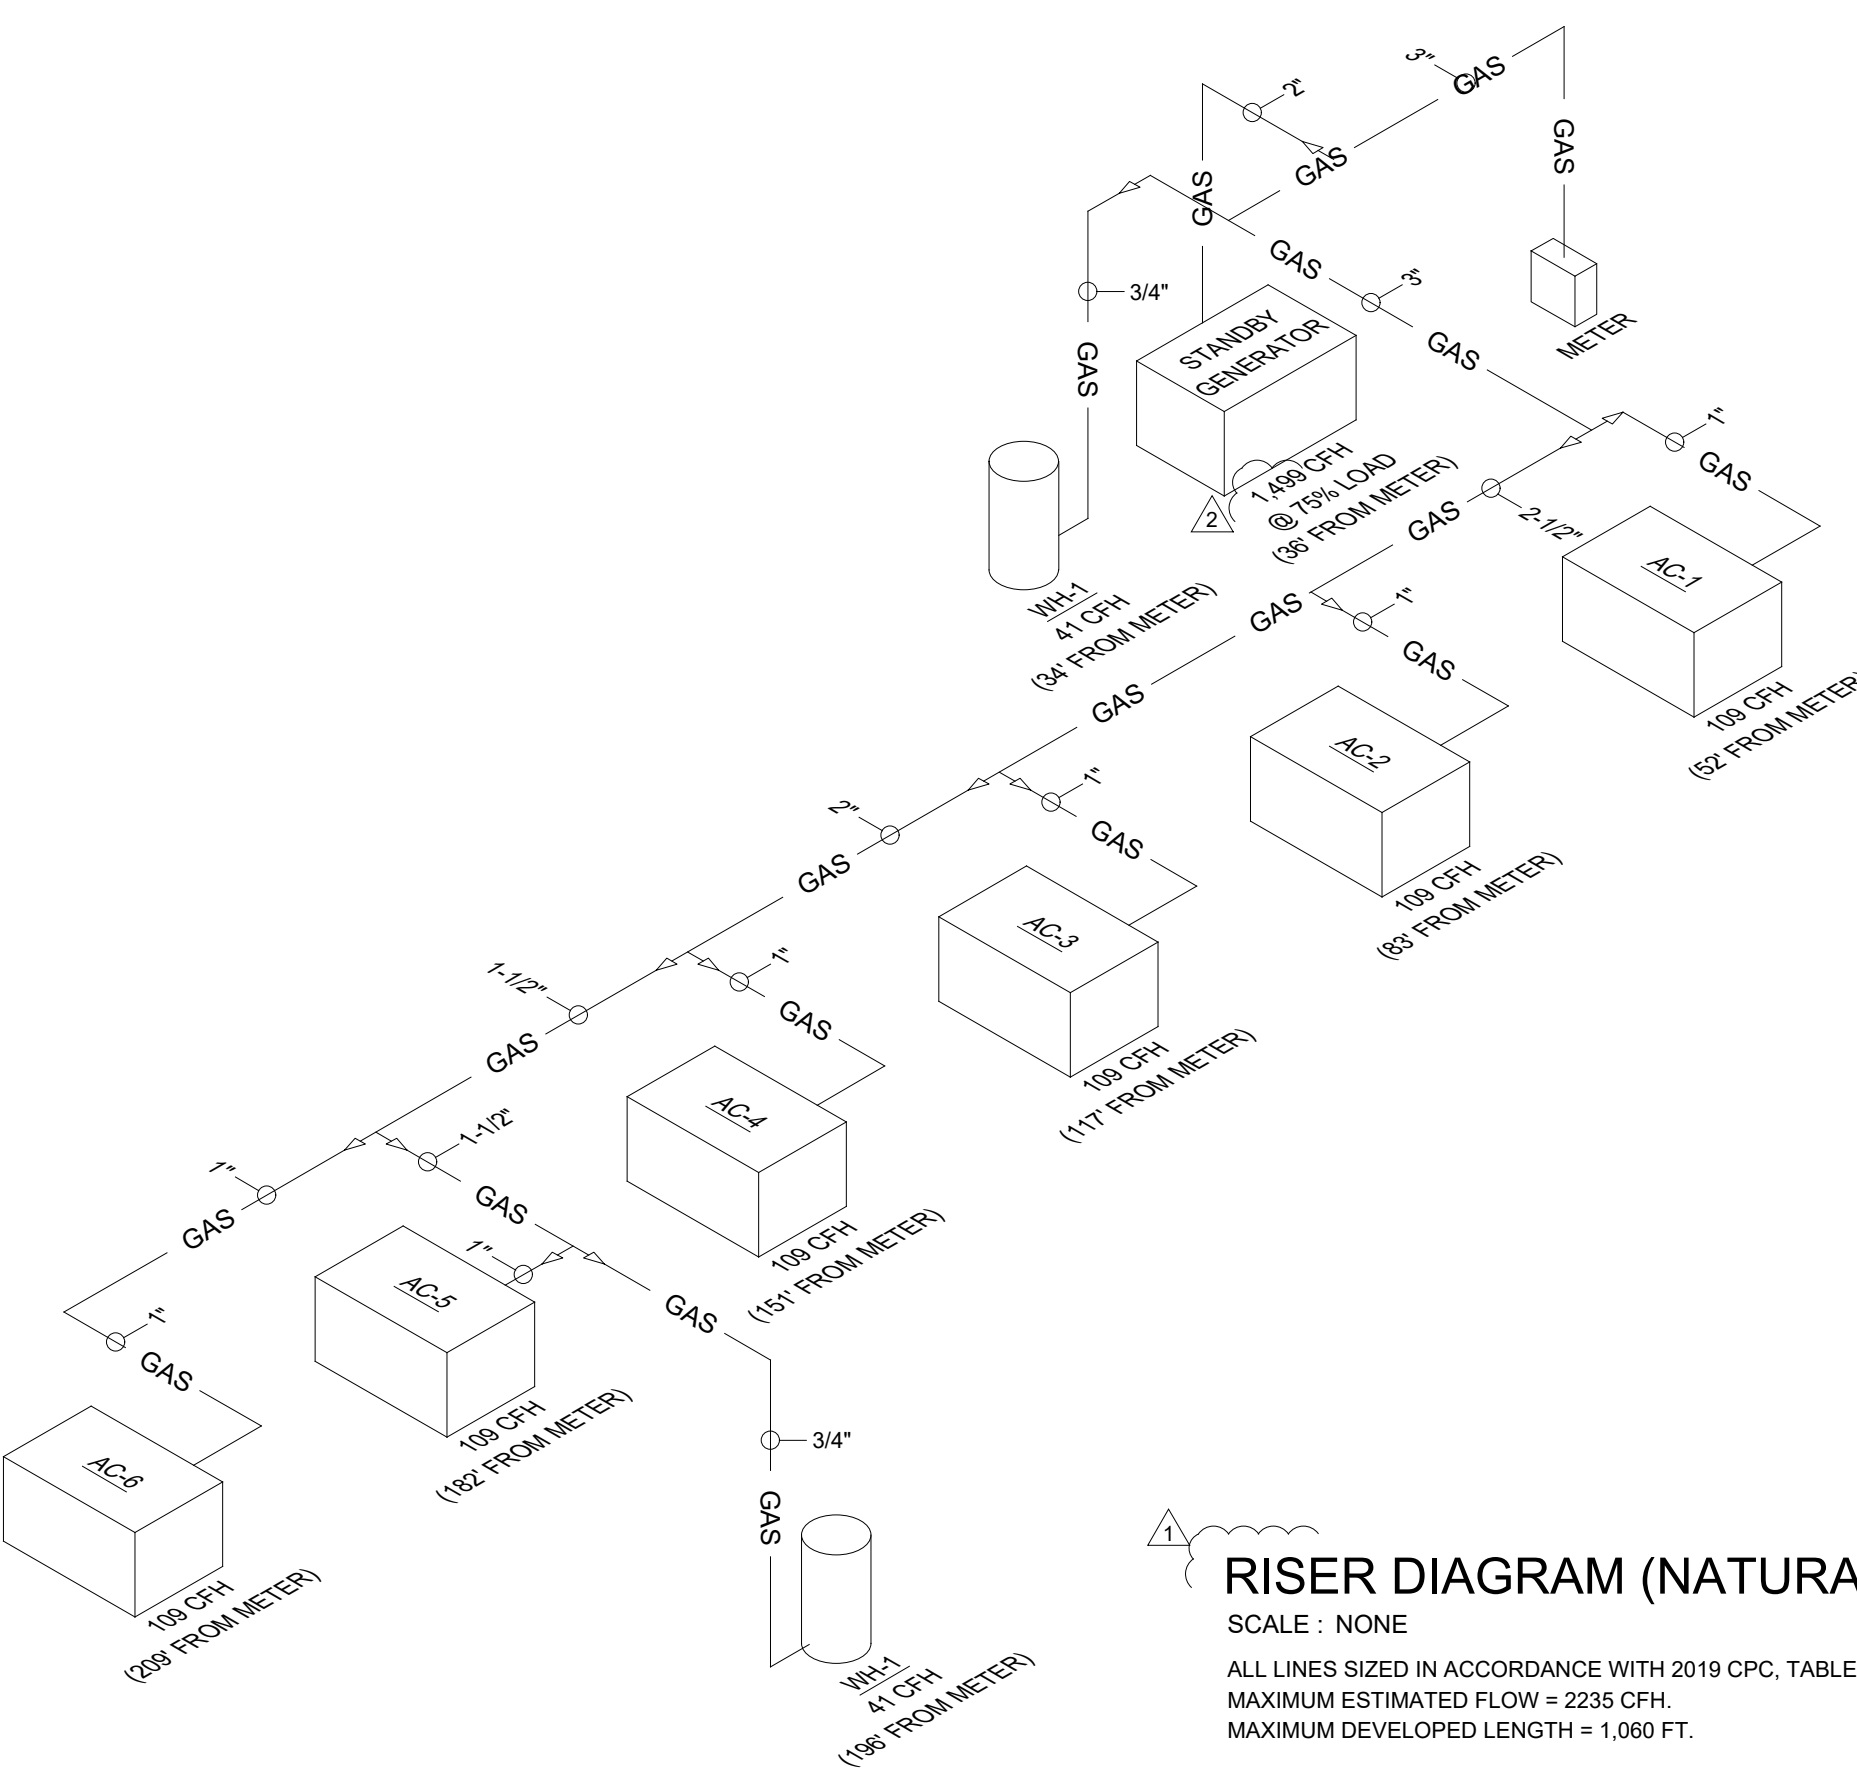 3"
GAS
2"
GAS
GAS
GAS
GAS
3"
3/4"
STANDBY
GENERATOR
METER
GAS
GAS
1"
GAS
1,499 CFH
@ 75% LOAD
(36' FROM METER)
2
2-1/2"
GAS
AC-1
109 CFH
(52' FROM METER)
WH-1
41 CFH
(34' FROM METER)
GAS
1"
GAS
AC-2
109 CFH
(83' FROM METER)
GAS
1"
GAS
AC-3
109 CFH
(117' FROM METER)
2"
GAS
1"
GAS
AC-4
109 CFH
(151' FROM METER)
1-1/2"
GAS
1-1/2"
GAS
1"
AC-5
109 CFH
(182' FROM METER)
GAS
3/4"
GAS
WH-1
41 CFH
(196' FROM METER)
1"
GAS
1"
GAS
AC-6
109 CFH
(209' FROM METER)
1
RISER DIAGRAM (NATURA
SCALE : NONE
ALL LINES SIZED IN ACCORDANCE WITH 2019 CPC, TABLE
MAXIMUM ESTIMATED FLOW = 2235 CFH.
MAXIMUM DEVELOPED LENGTH = 1,060 FT.